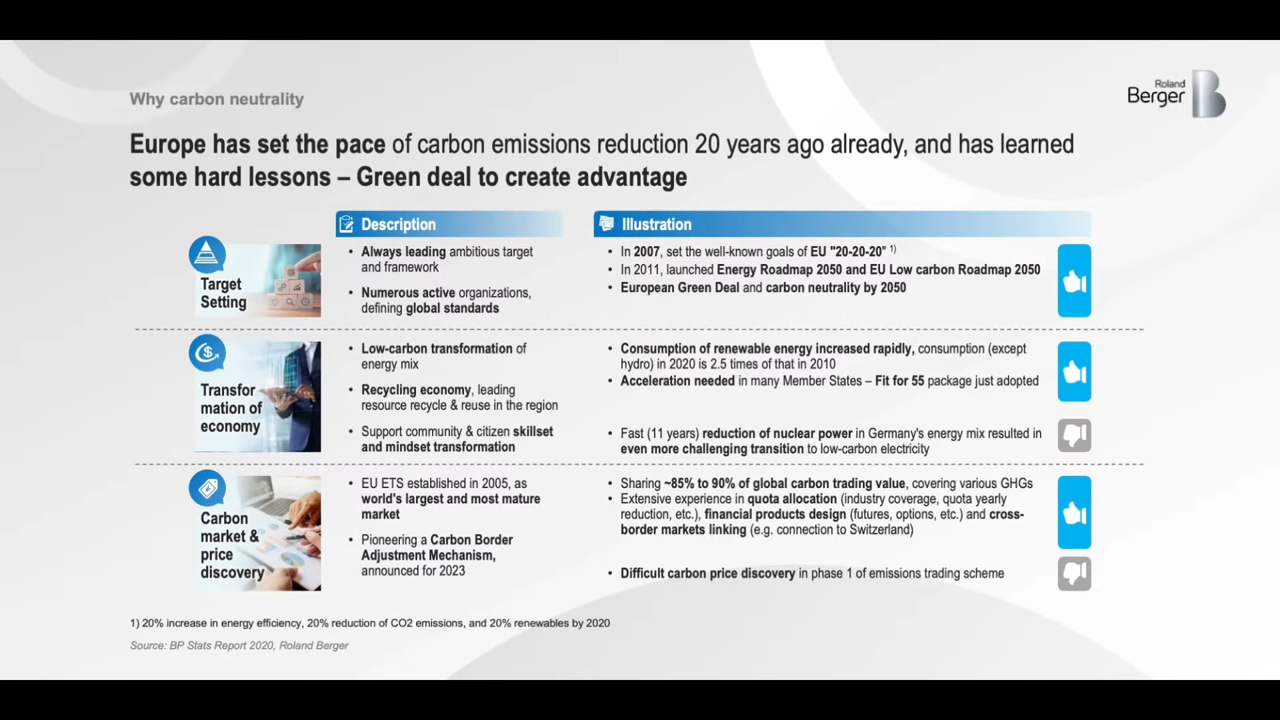 Why carbon neutrality
Roland
Berger
Europe has set the pace of carbon emissions reduction 20 years ago already, and has learned
some hard lessons – Green deal to create advantage
Description
Illustration
Target
Setting
• Always leading ambitious target
and framework
• Numerous active organizations,
defining global standards
• In 2007, set the well-known goals of EU "20-20-20" 1)
• In 2011, launched Energy Roadmap 2050 and EU Low carbon Roadmap 2050
• European Green Deal and carbon neutrality by 2050
Transfor
mation of
economy
• Low-carbon transformation of
energy mix
• Recycling economy, leading
resource recycle & reuse in the region
• Support community & citizen skillset
and mindset transformation
• Consumption of renewable energy increased rapidly, consumption (except
hydro) in 2020 is 2.5 times of that in 2010
• Acceleration needed in many Member States – Fit for 55 package just adopted
• Fast (11 years) reduction of nuclear power in Germany's energy mix resulted in
even more challenging transition to low-carbon electricity
Carbon
market &
price
discovery
• EU ETS established in 2005, as
world's largest and most mature
market
• Pioneering a Carbon Border
Adjustment Mechanism,
announced for 2023
• Sharing ~85% to 90% of global carbon trading value, covering various GHGs
• Extensive experience in quota allocation (industry coverage, quota yearly
reduction, etc.), financial products design (futures, options, etc.) and cross-
border markets linking (e.g. connection to Switzerland)
• Difficult carbon price discovery in phase 1 of emissions trading scheme
1) 20% increase in energy efficiency, 20% reduction of CO2 emissions, and 20% renewables by 2020
Source: BP Stats Report 2020, Roland Berger